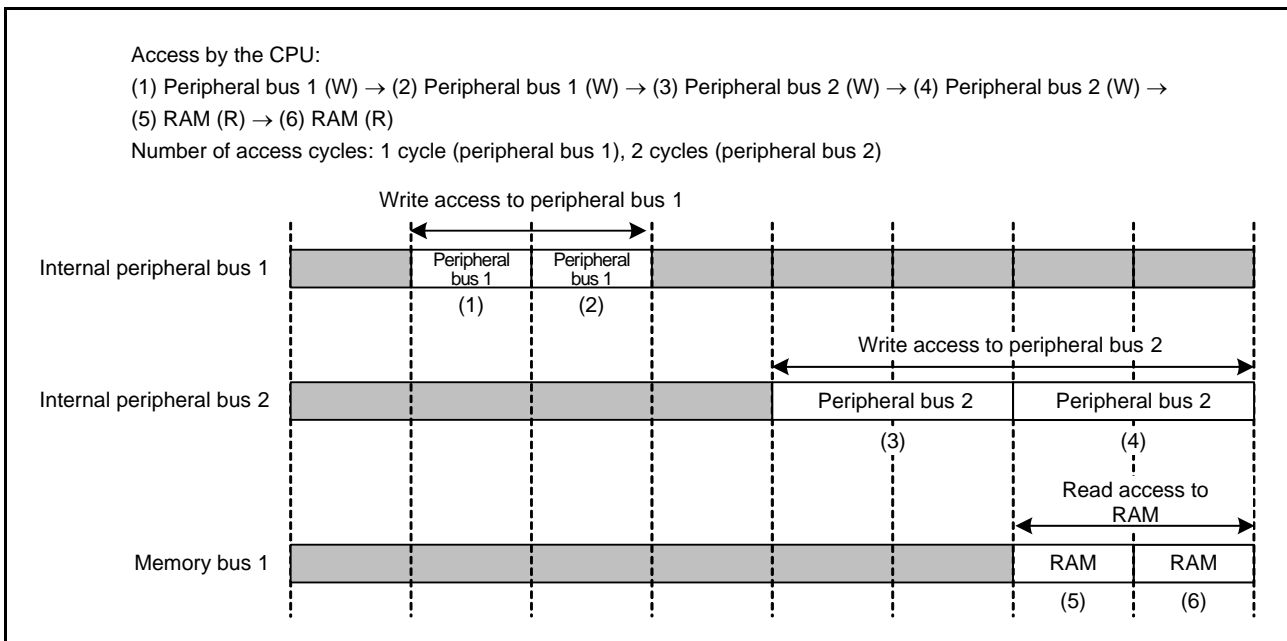 Access by the CPU:
(1) Peripheral bus 1 (W) → (2) Peripheral bus 1 (W) → (3) Peripheral bus 2 (W) → (4) Peripheral bus 2 (W) →
(5) RAM (R) → (6) RAM (R)
Number of access cycles: 1 cycle (peripheral bus 1), 2 cycles (peripheral bus 2)
Write access to peripheral bus 1
Internal peripheral bus 1
Peripheral
bus 1
Peripheral
bus 1
(1)
(2)
Write access to peripheral bus 2
Internal peripheral bus 2
Peripheral bus 2
Peripheral bus 2
(3)
(4)
Read access to
RAM
Memory bus 1
RAM
RAM
(5)
(6)